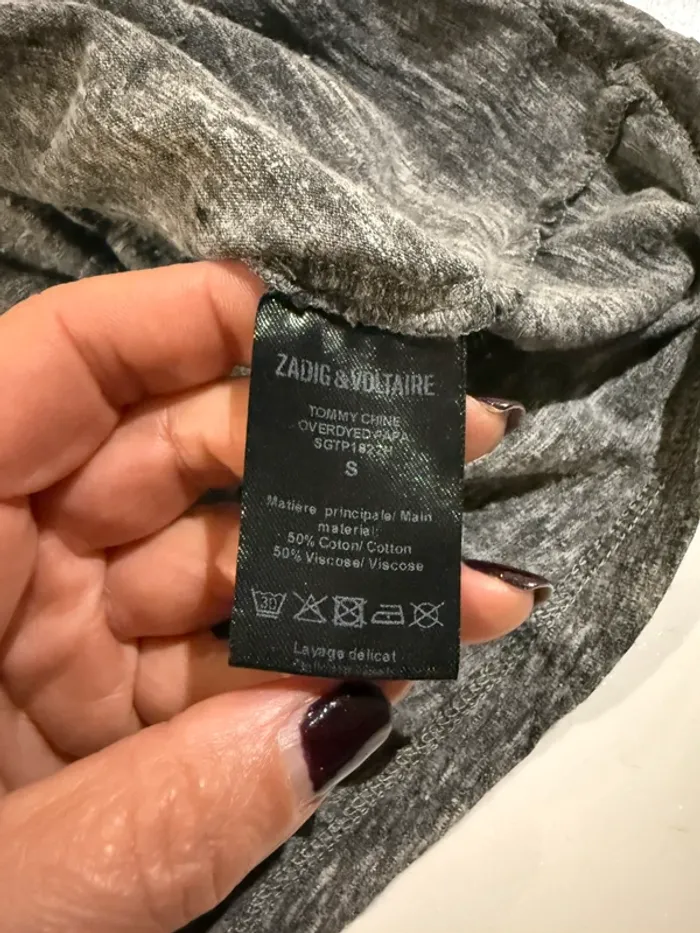 ZADIG & VOLTAIRE
TOMMY CHINE
OVERDYED PAPA
SGTP1827H
S
Matière principale/ Main
material:
50% Coton/ Cotton
50% Viscose/ Viscose
30
Lavage délicat